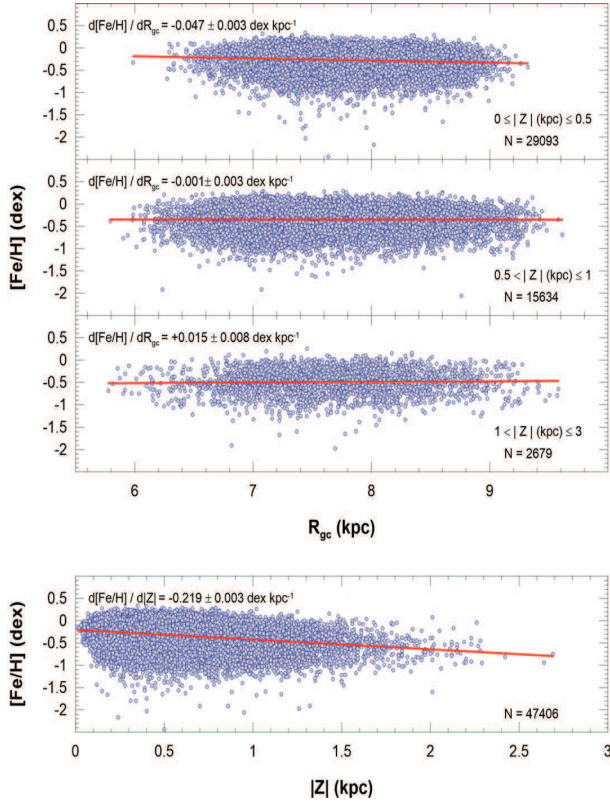 d[Fe/H] / dR_gc = -0.047 ± 0.003 dex kpc⁻¹
0.5
0
-0.5
-1
-1.5
-2
0 ≤ | Z | (kpc) ≤ 0.5
N = 29093
d[Fe/H] / dR_gc = -0.001± 0.003 dex kpc⁻¹
0.5
0
-0.5
-1
-1.5
-2
0.5 < | Z | (kpc) ≤ 1
N = 15634
[Fe/H] (dex)
d[Fe/H] / dR_gc = +0.015 ± 0.008 dex kpc⁻¹
0.5
0
-0.5
-1
-1.5
-2
1 < | Z | (kpc) ≤ 3
N = 2679
6 7 8 9
R_gc (kpc)
d[Fe/H] / d|Z| = -0.219 ± 0.003 dex kpc⁻¹
0.5
0
-0.5
-1
-1.5
-2
[Fe/H] (dex)
N = 47406
0 0.5 1 1.5 2 2.5 3
|Z| (kpc)